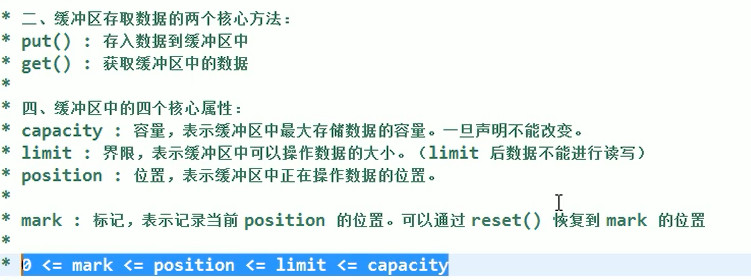 * 二、缓冲区存取数据的两个核心方法：
* put() : 存入数据到缓冲区中
* get() : 获取缓冲区中的数据
*
* 四、缓冲区中的四个核心属性：
* capacity : 容量，表示缓冲区中最大存储数据的容量。一旦声明不能改变。
* limit : 界限，表示缓冲区中可以操作数据的大小。（limit 后数据不能进行读写）
* position : 位置，表示缓冲区中正在操作数据的位置。
*
* mark : 标记，表示记录当前 position 的位置。可以通过 reset() 恢复到 mark 的位置
*
* 0 <= mark <= position <= limit <= capacity